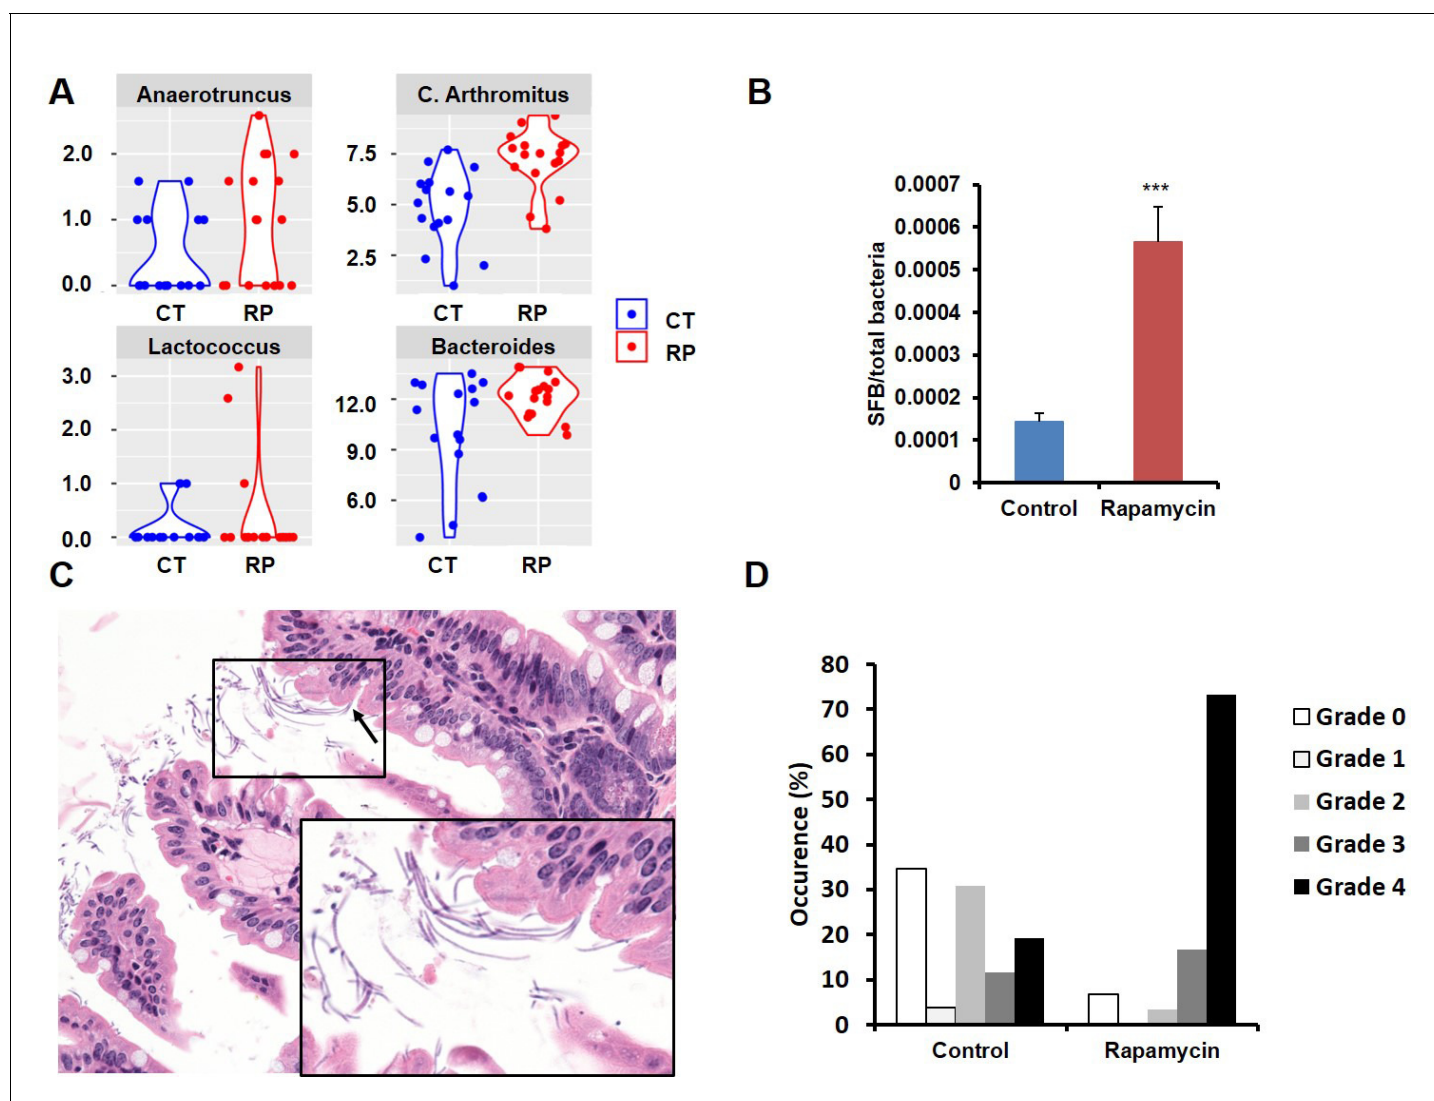 A
Anaerotruncus
2.0
1.0
0.0
CT RP
C. Arthromitus
7.5
5.0
2.5
CT RP
Lactococcus
3.0
2.0
1.0
0.0
CT RP
Bacteroides
12.0
9.0
6.0
CT RP
CT
RP
B
SFB/total bacteria
0.0007
0.0006
0.0005
0.0004
0.0003
0.0002
0.0001
0
***
Control Rapamycin
C
D
Occurence (%)
80
70
60
50
40
30
20
10
0
Control Rapamycin
Grade 0
Grade 1
Grade 2
Grade 3
Grade 4